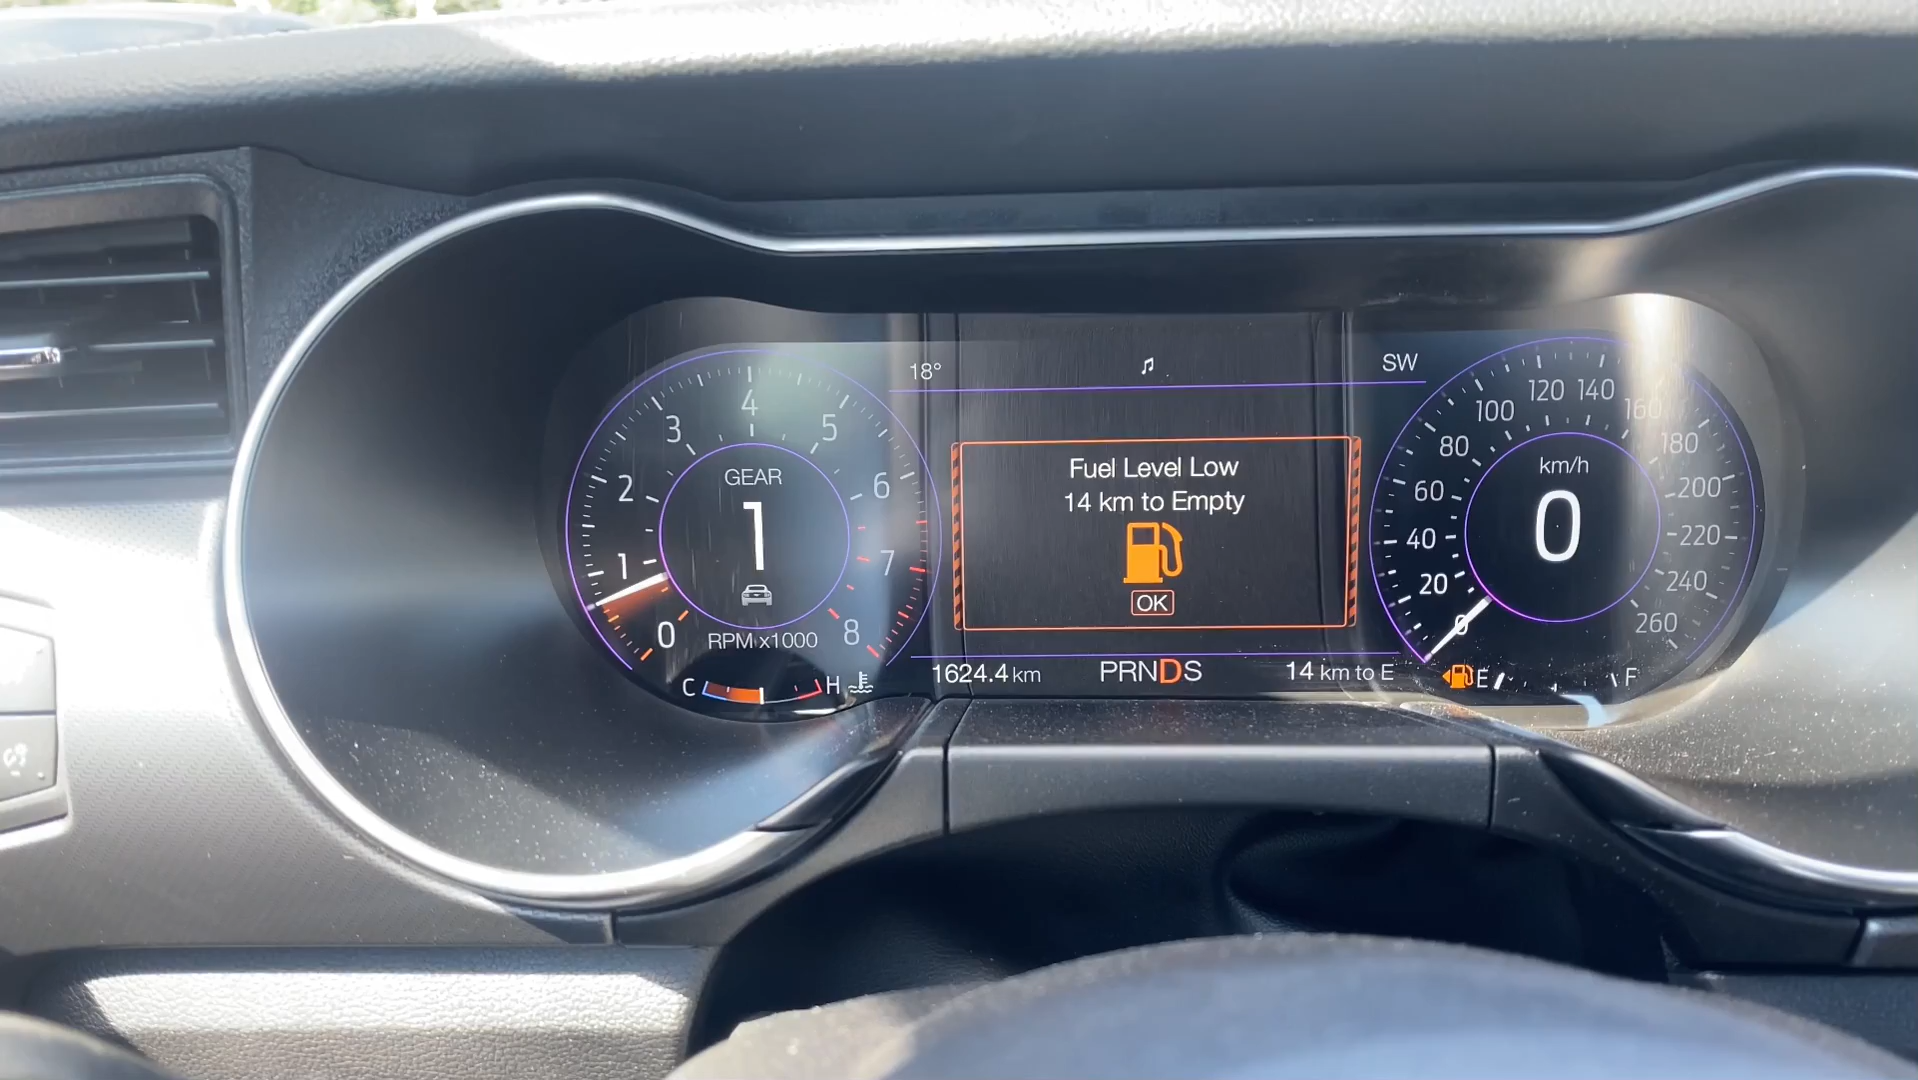 18°
SW
4
3
5
2
6
1
7
0
8
GEAR
1
RPM x1000
C
H
Fuel Level Low
14 km to Empty
OK
1624.4 km
PRNDS
14 km to E
120
140
100
160
80
180
60
200
40
220
20
240
0
260
km/h
0
E
F